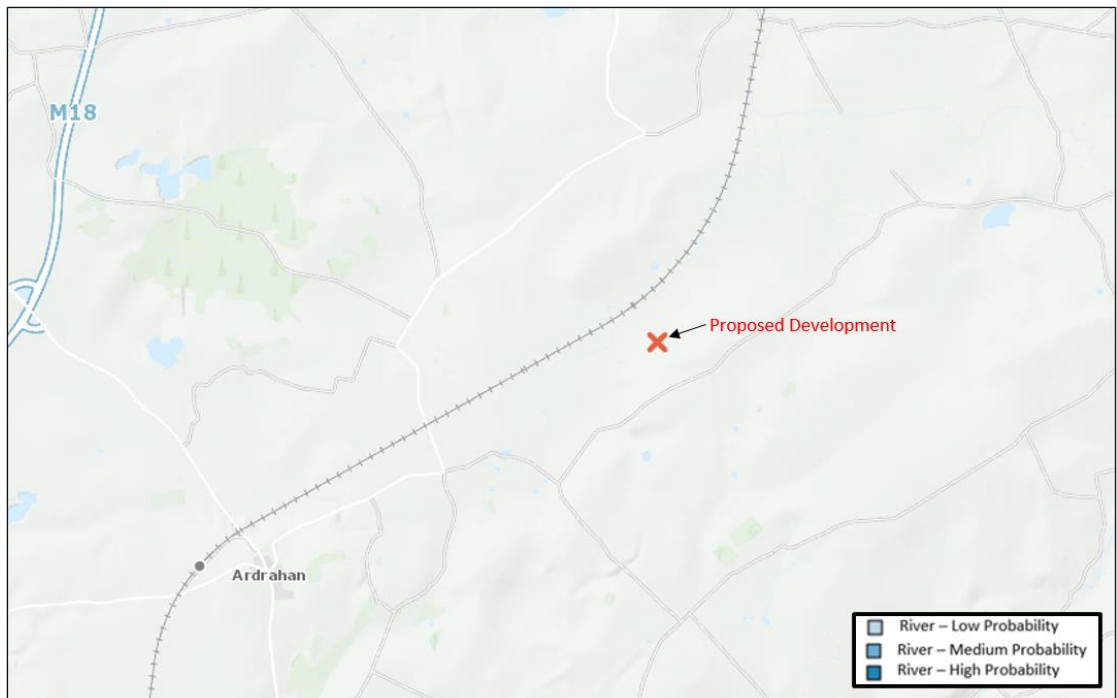 M18
Proposed Development
Ardrahan
River – Low Probability
River – Medium Probability
River – High Probability